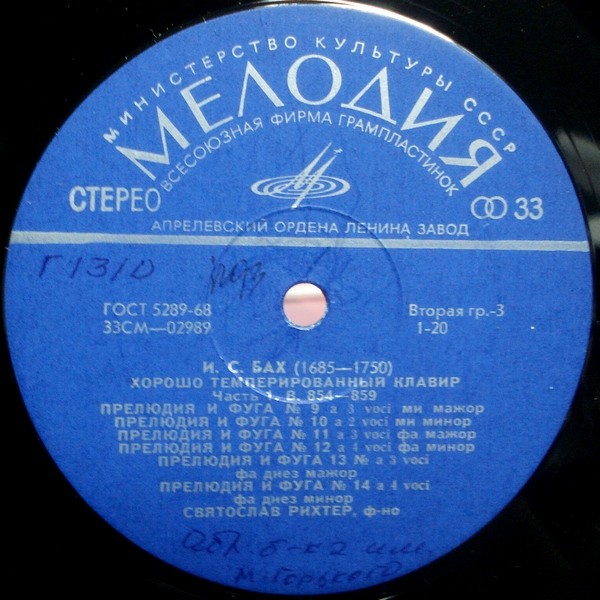 МИНИСТЕРСТВО КУЛЬТУРЫ СССР
МЕЛОДИЯ
ВСЕСОЮЗНАЯ ФИРМА ГРАМПЛАСТИНОК
СТЕРЕО
33
АПРЕЛЕВСКИЙ ОРДЕНА ЛЕНИНА ЗАВОД
Г1310
ГОСТ 5289-68
33СМ—02989
Вторая гр.-3
1-20
И. С. БАХ (1685—1750)
ХОРОШО ТЕМПЕРИРОВАННЫЙ КЛАВИР
Часть 1. В. 854—859
ПРЕЛЮДИЯ И ФУГА № 9 а 3 voci МИ МАЖОР
ПРЕЛЮДИЯ И ФУГА № 10 а 2 voci МИ МИНОР
ПРЕЛЮДИЯ И ФУГА № 11 а 3 voci ФА МАЖОР
ПРЕЛЮДИЯ И ФУГА № 12 а 4 voci ФА МИНОР
ПРЕЛЮДИЯ И ФУГА 13 № а 3 voci
ФА ДИЕЗ МАЖОР
ПРЕЛЮДИЯ И ФУГА № 14 а 4 voci
ФА ДИЕЗ МИНОР
СВЯТОСЛАВ РИХТЕР, ф-но
Обл. б-ка им.
М. Горького